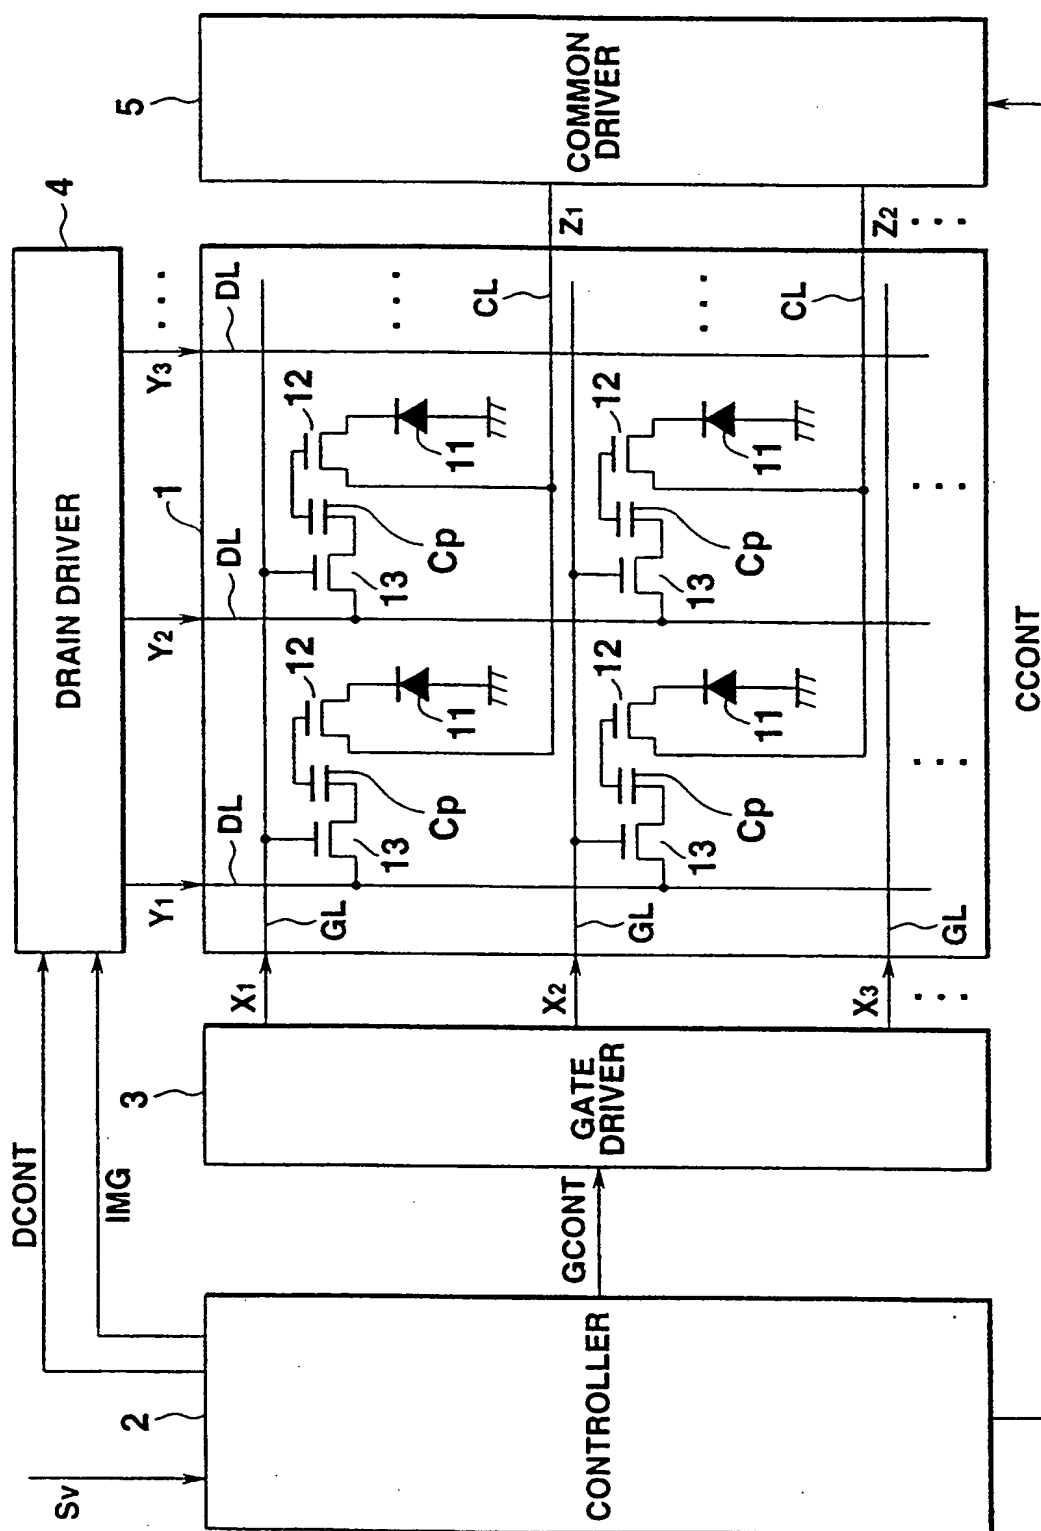 DRAIN DRIVER
4
DCONT
IMG
Sv
Y1
Y2
Y3
...
1
DL
DL
DL
5
COMMON
DRIVER
2
CONTROLLER
GCONT
3
GATE
DRIVER
X1
GL
13
Cp
12
11
13
Cp
12
11
...
CL
Z1
X2
GL
13
Cp
12
11
13
Cp
12
11
...
CL
Z2
X3
GL
...
...
...
...
CCONT